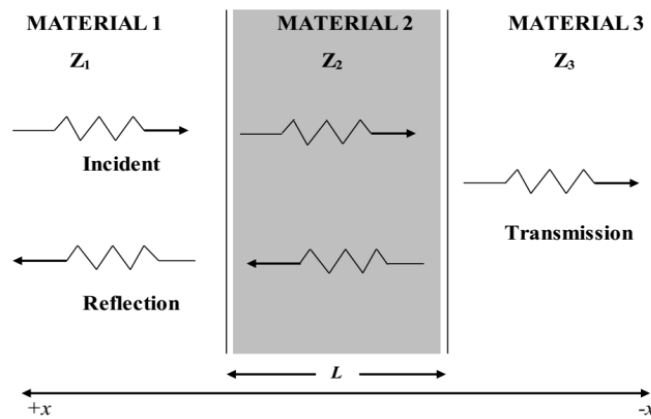 MATERIAL 1 MATERIAL 2 MATERIAL 3
Z₁ Z₂ Z₃
Incident
Transmission
Reflection
L
+x -x